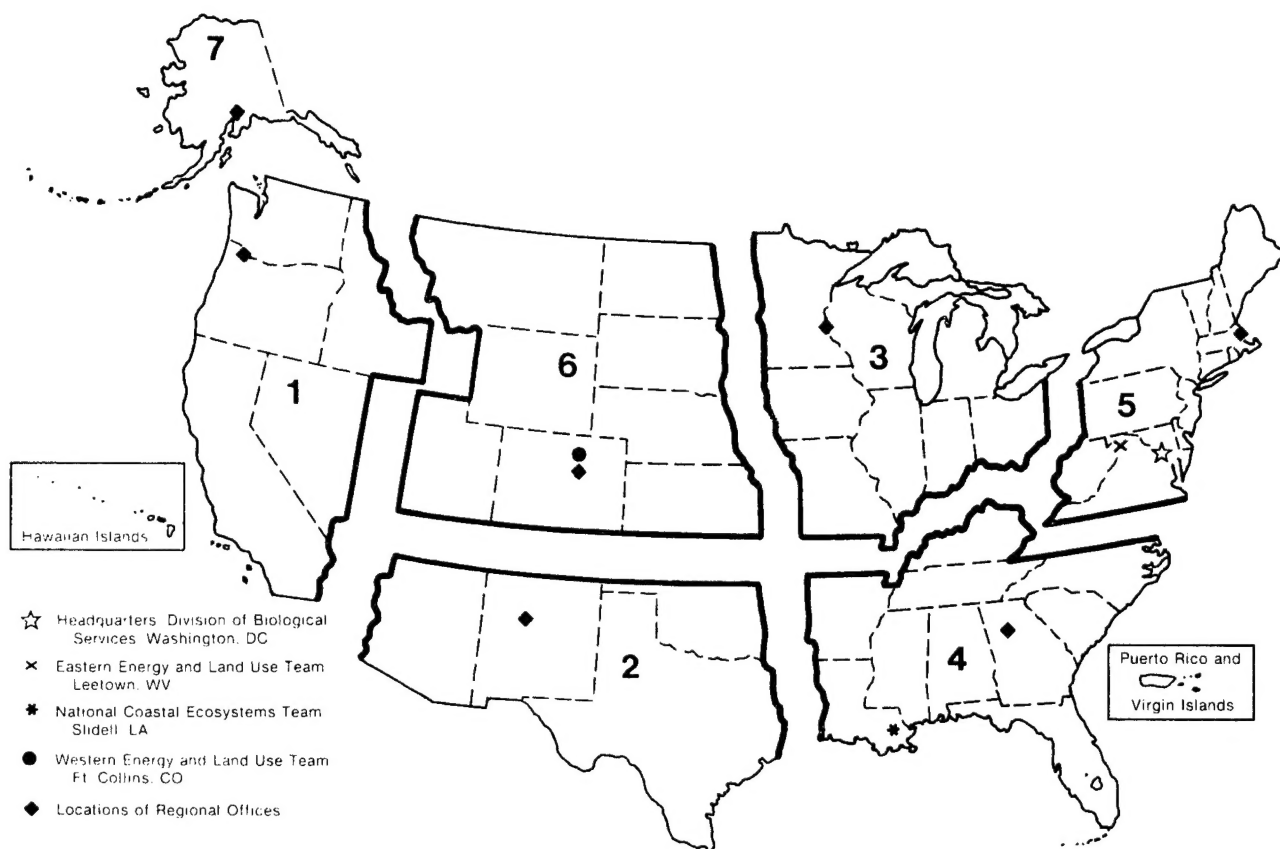 7
1
6
3
5
2
4
Hawaiian Islands
Puerto Rico and
Virgin Islands
Headquarters Division of Biological
Services Washington, DC
Eastern Energy and Land Use Team
Leetown, WV
National Coastal Ecosystems Team
Slidell LA
Western Energy and Land Use Team
Ft Collins, CO
Locations of Regional Offices